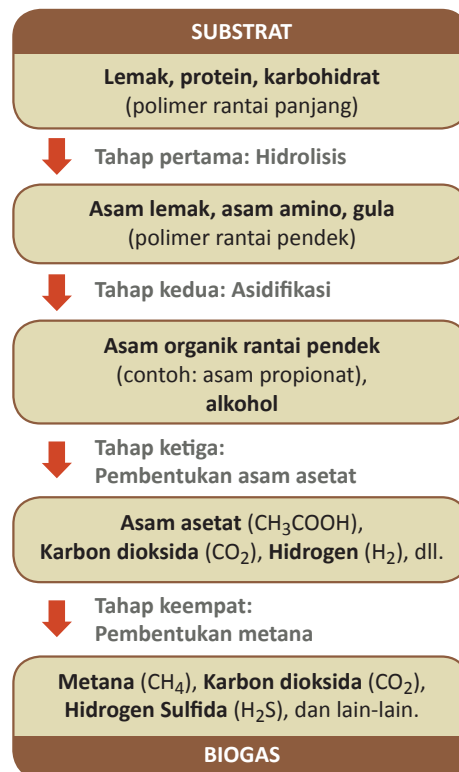 SUBSTRAT
Lemak, protein, karbohidrat
(polimer rantai panjang)
Tahap pertama: Hidrolisis
Asam lemak, asam amino, gula
(polimer rantai pendek)
Tahap kedua: Asidifikasi
Asam organik rantai pendek
(contoh: asam propionat),
alkohol
Tahap ketiga:
Pembentukan asam asetat
Asam asetat (CH₃COOH),
Karbon dioksida (CO₂), Hidrogen (H₂), dll.
Tahap keempat:
Pembentukan metana
Metana (CH₄), Karbon dioksida (CO₂),
Hidrogen Sulfida (H₂S), dan lain-lain.
BIOGAS